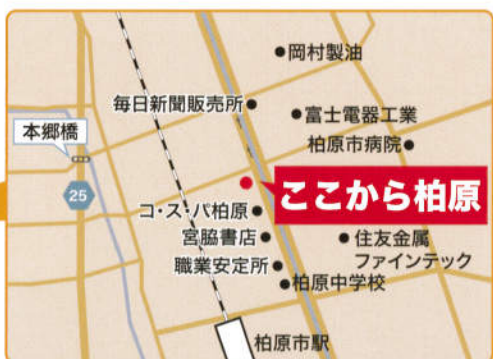 岡村製油
毎日新聞販売所
富士電器工業
本郷橋
柏原市病院
25
ここから柏原
コ・ス・パ柏原
宮脇書店
住友金属
ファインテック
職業安定所
柏原中学校
柏原市駅